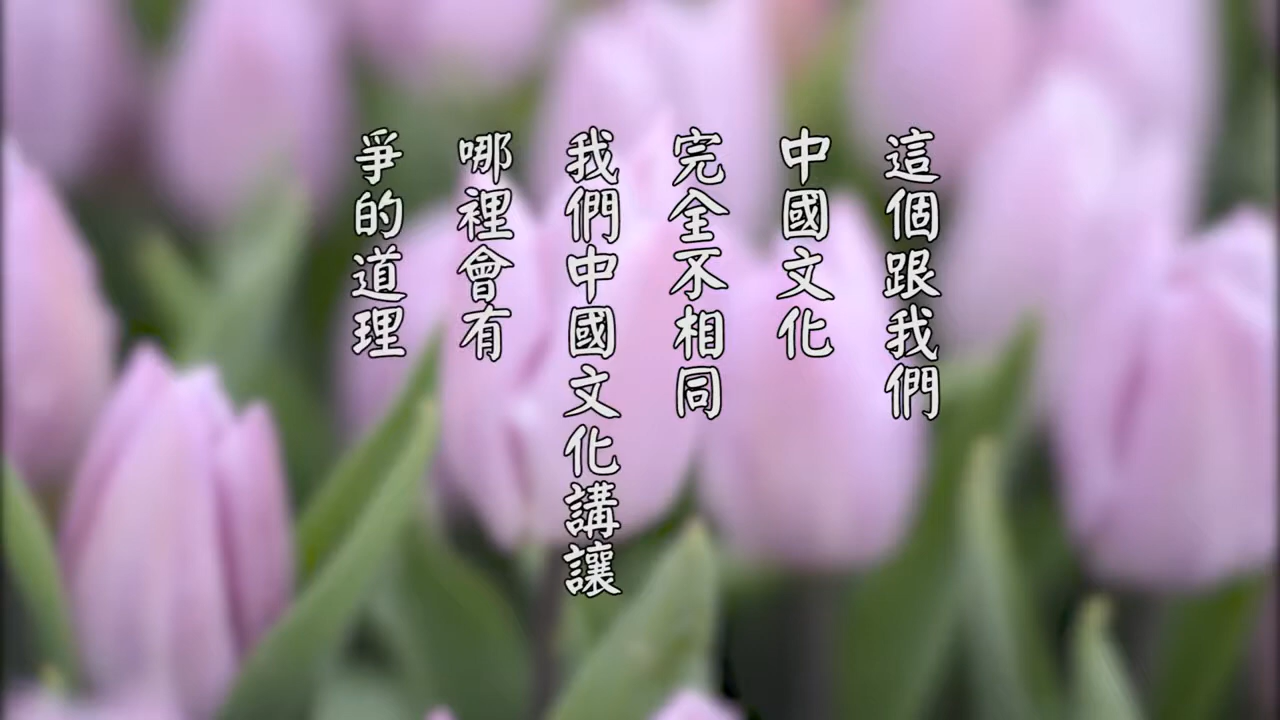 這個跟我們
中國文化
完全不相同
我們中國文化講讓
哪裡會有
爭的道理